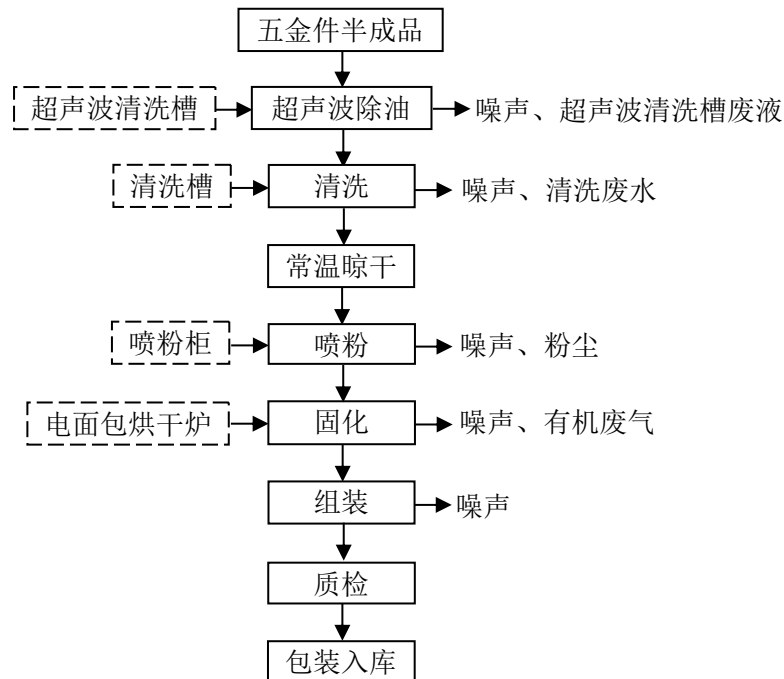 五金件半成品
超声波清洗槽
超声波除油
噪声、超声波清洗槽废液
清洗槽
清洗
噪声、清洗废水
常温晾干
喷粉柜
喷粉
噪声、粉尘
电面包烘干炉
固化
噪声、有机废气
组装
噪声
质检
包装入库